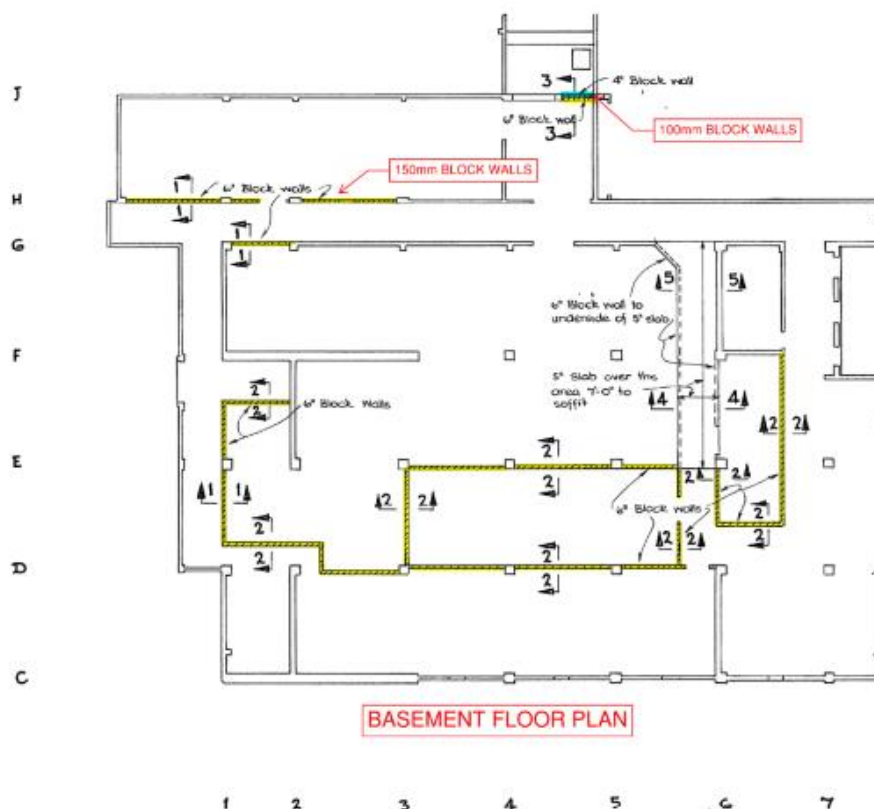 J
3
4" Block wall
6" Block wall
3
100mm BLOCK WALLS
150mm BLOCK WALLS
1
6" Block walls
H
1
1
G
1
5
5
6" Block wall to
underside of 5" slab
F
5" Slab over this
area 7'-0" to
soffit
2
2
6" Block Walls
4
4
2
2
E
2
2
2
2
1
1
2
2
6" Block walls
2
2
2
2
2
2
2
D
2
C
BASEMENT FLOOR PLAN
1
2
3
4
5
6
7